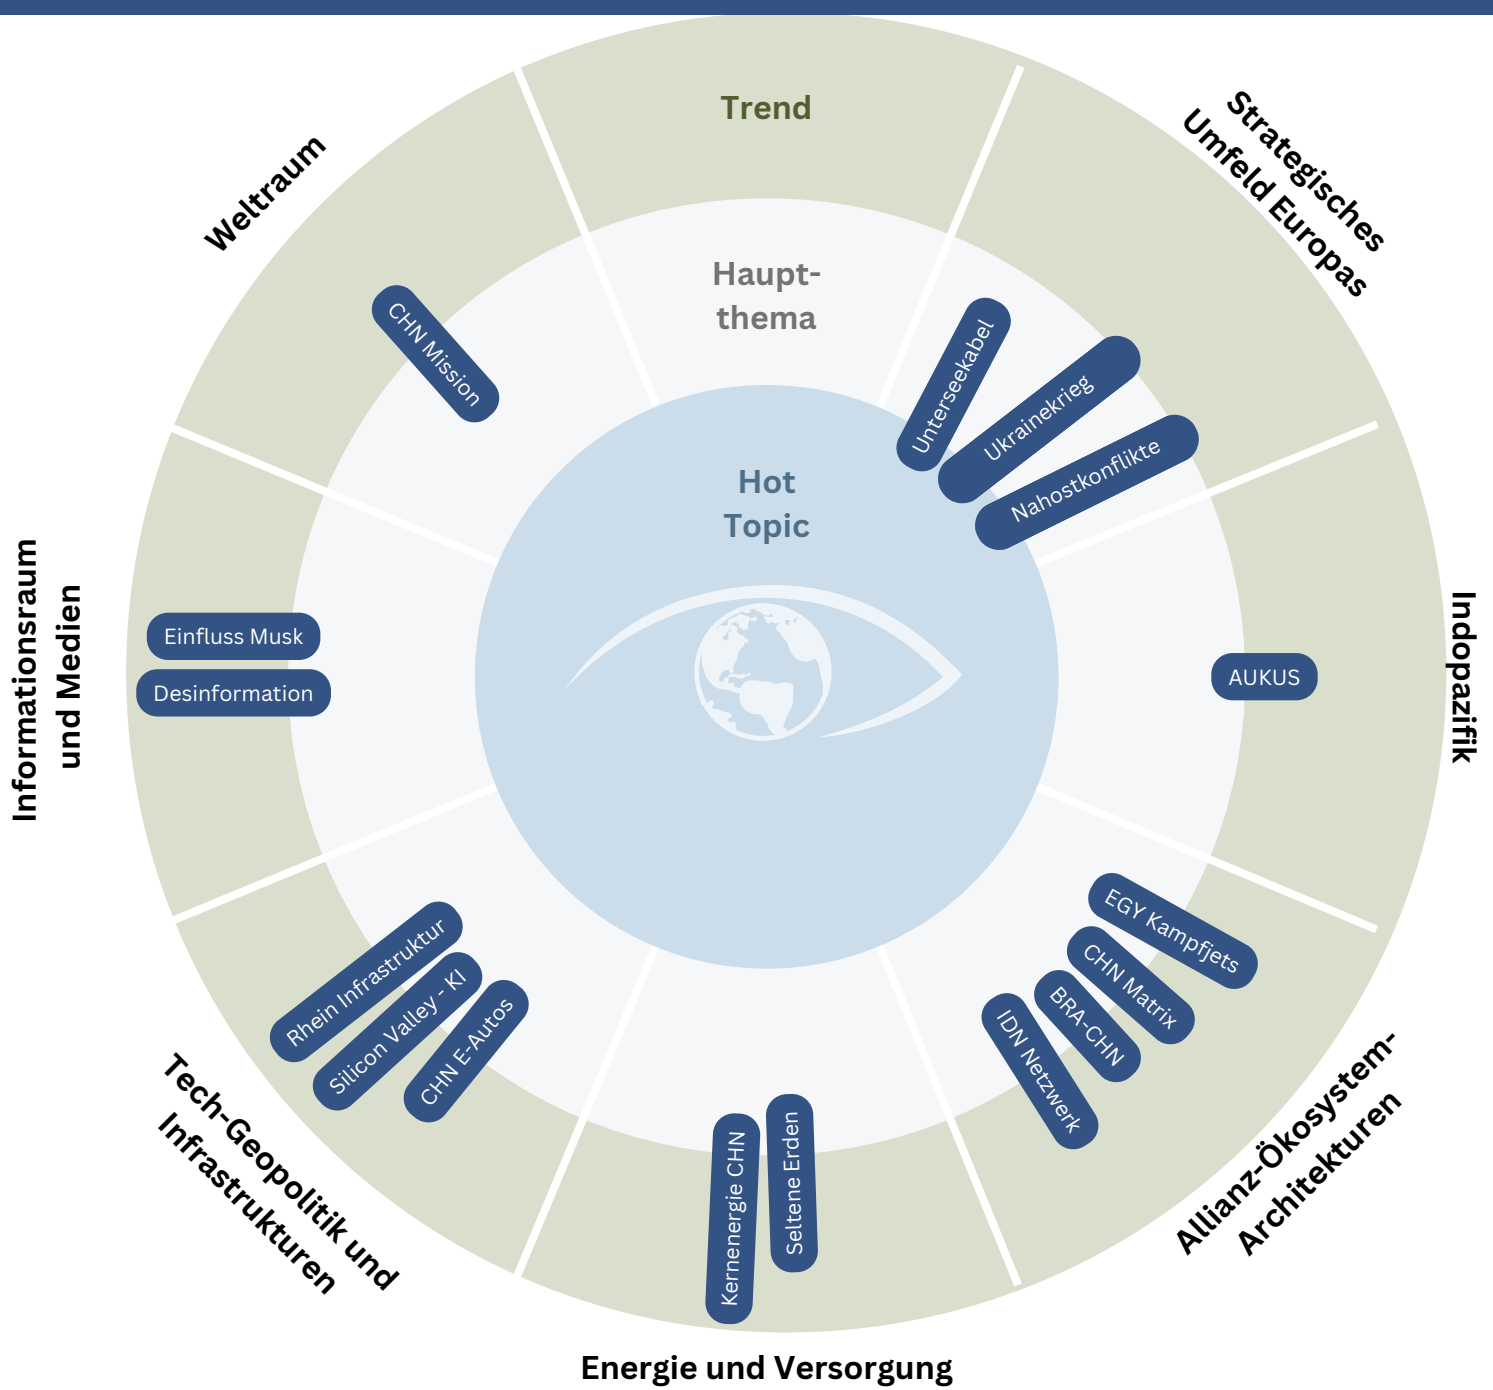 Trend
Haupt-
thema
Hot
Topic
Strategisches
Umfeld Europas
Unterseekabel
Ukrainekrieg
Nahostkonflikte
Indopazifik
AUKUS
Allianz-Ökosystem-
Architekturen
EGY Kampfjets
CHN Matrix
BRA-CHN
IDN Netzwerk
Energie und Versorgung
Seltene Erden
Kernenergie CHN
Tech-Geopolitik und
Infrastrukturen
Rhein Infrastruktur
Silicon Valley - KI
CHN E-Autos
Informationsraum
und Medien
Einfluss Musk
Desinformation
Weltraum
CHN Mission